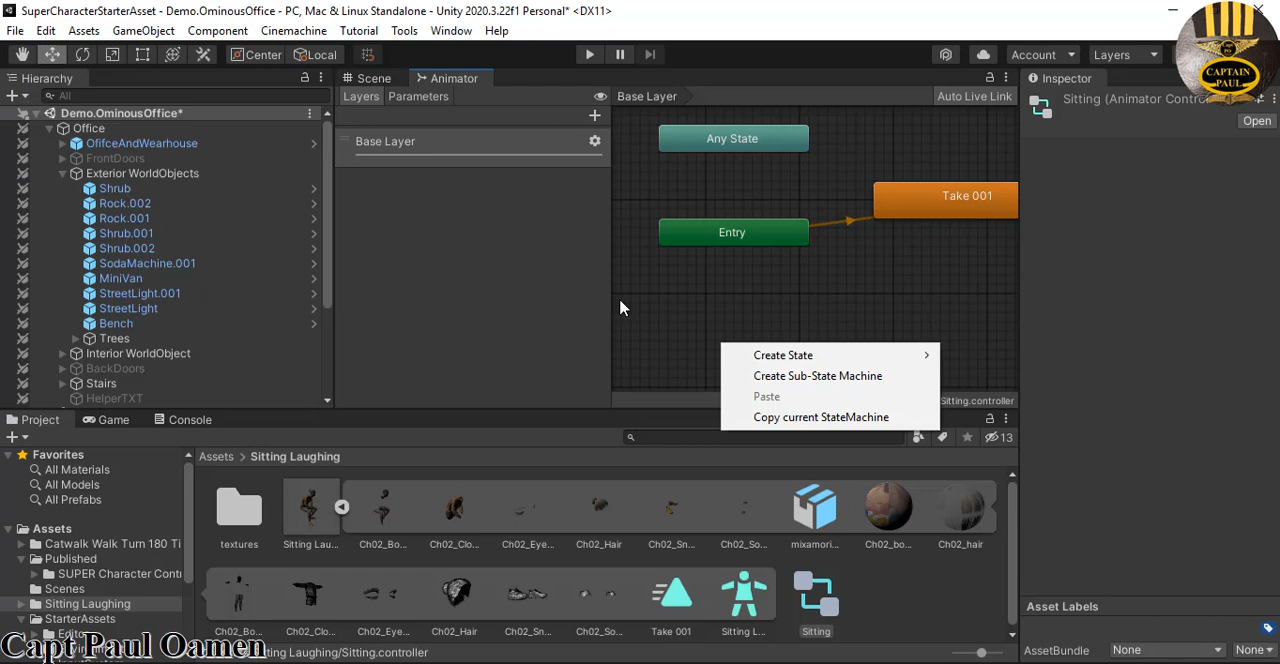 SuperCharacterStarterAsset - Demo.OminousOffice - PC, Mac & Linux Standalone - Unity 2020.3.22f1 Personal* <DX11>
File Edit Assets GameObject Component Cinemachine Tutorial Tools Window Help
Center Local Account Layers
Capt PO
CAPTAIN
PAUL
Hierarchy Scene Animator Inspector
All Layers Parameters Base Layer Auto Live Link Sitting (Animator Contro
Open
Demo.OminousOffice*
Office
OfifceAndWearhouse
FrontDoors
Exterior WorldObjects
Shrub
Rock.002
Rock.001
Shrub.001
Shrub.002
SodaMachine.001
MiniVan
StreetLight.001
StreetLight
Bench
Trees
Interior WorldObject
BackDoors
Stairs
HelperTXT
Base Layer
Any State
Take 001
Entry
Create State
Create Sub-State Machine
Paste
Copy current StateMachine
Sitting.controller
Project Game Console
13
Favorites
All Materials
All Models
All Prefabs
Assets
Catwalk Walk Turn 180 Ti
Published
SUPER Character Contr
Scenes
Sitting Laughing
StarterAssets
Assets > Sitting Laughing
textures Sitting Lau... Ch02_Bo... Ch02_Clo... Ch02_Eye... Ch02_Hair Ch02_Sn... Ch02_So... mixamori... Ch02_bo... Ch02_hair
Ch02_Bo... Ch02_Clo... Ch02_Eye... Ch02_Hair Ch02_Sn... Ch02_So... Take 001 Sitting L... Sitting
Capt Paul Oamen
Sitting Laughing/Sitting.controller
Asset Labels
AssetBundle None None